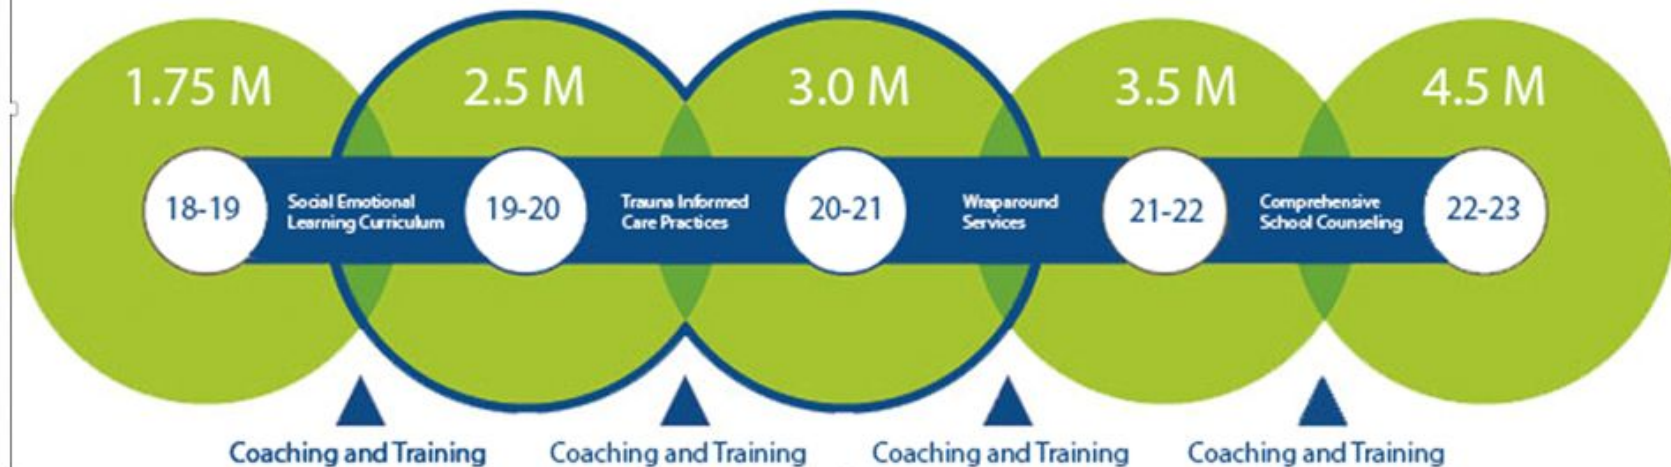 1.75 M
2.5 M
3.0 M
3.5 M
4.5 M
18-19
Social Emotional
Learning Curriculum
19-20
Trauna Informed
Care Practices
20-21
Wraparound
Services
21-22
Comprehensive
School Counseling
22-23
Coaching and Training
Coaching and Training
Coaching and Training
Coaching and Training